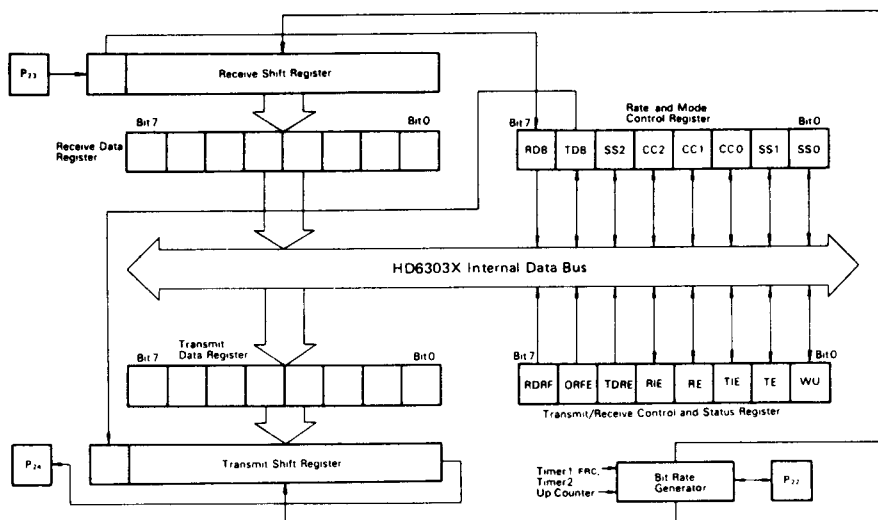 P23
Receive Shift Register
Bit 7
Bit 0
Receive Data
Register
Rate and Mode
Control Register
Bit 7
Bit 0
RD8 TD8 SS2 CC2 CC1 CC0 SS1 SS0
HD6303X Internal Data Bus
Transmit
Data Register
Bit 7
Bit 0
Bit 7
Bit 0
RDRF ORFE TDRE RIE RE TIE TE WU
Transmit/Receive Control and Status Register
P24
Transmit Shift Register
Timer 1 FRC,
Timer 2
Up Counter
Bit Rate
Generator
P22